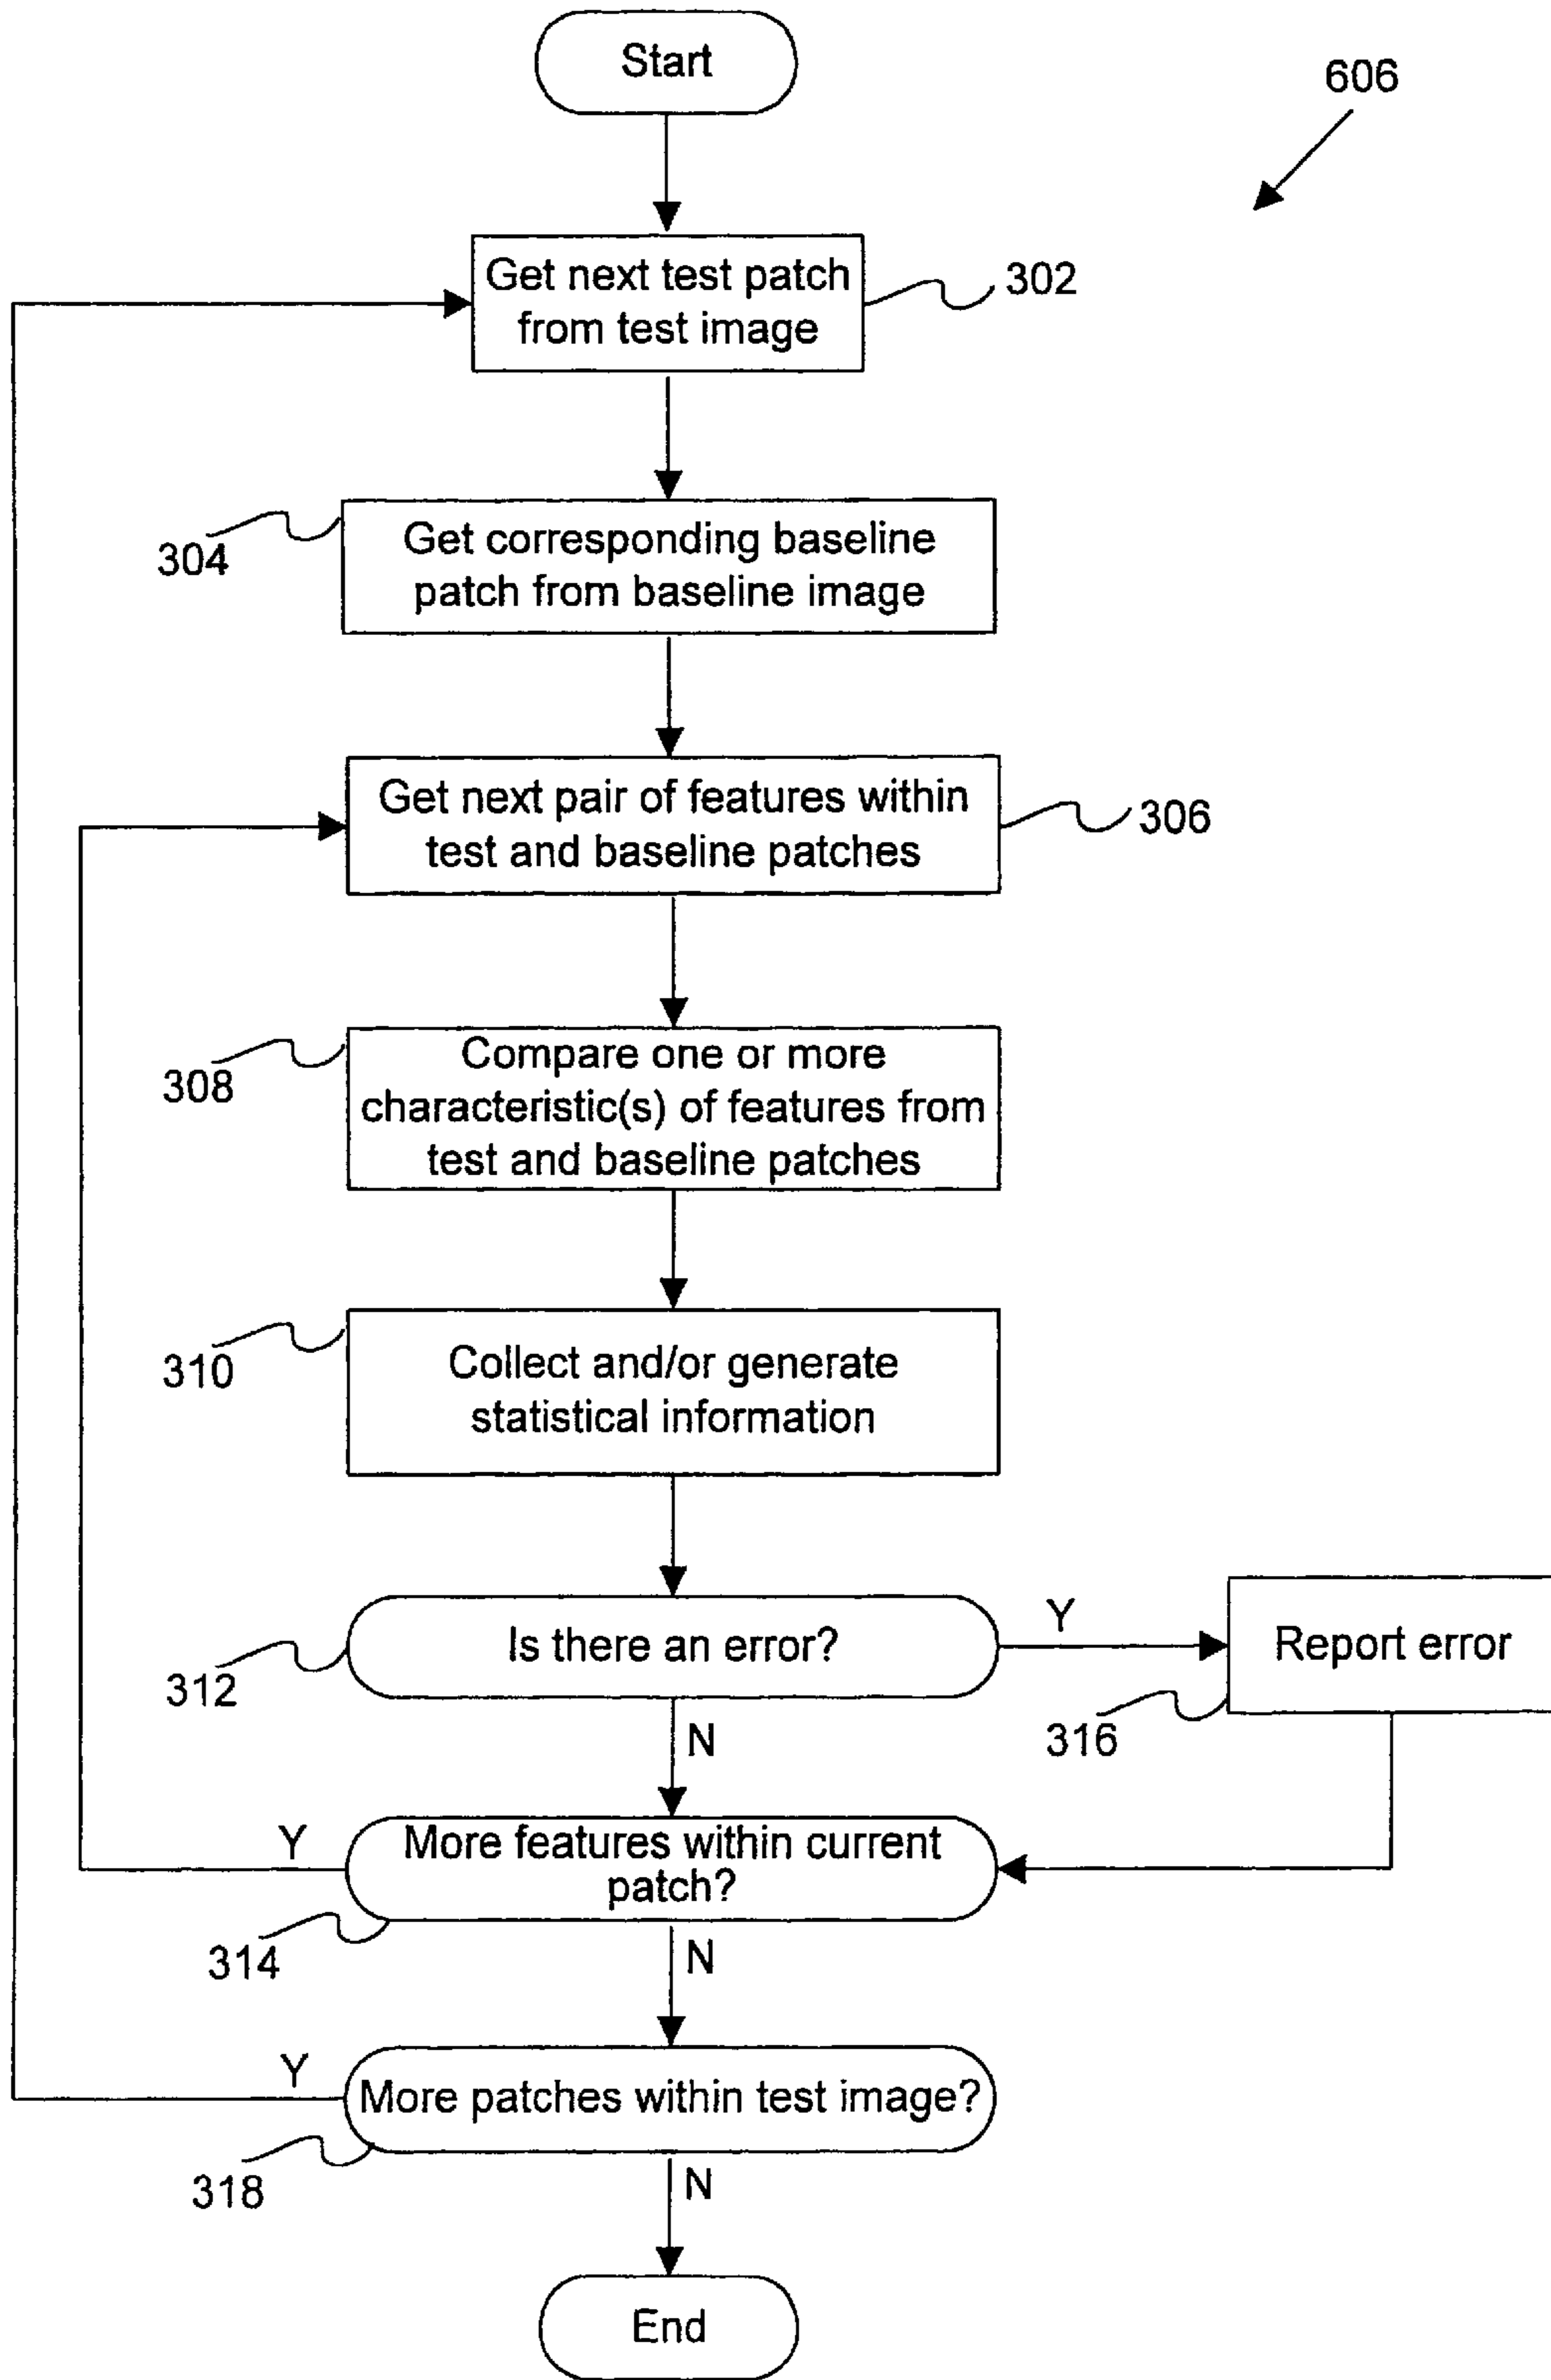 Start
606
Get next test patch
from test image
302
304
Get corresponding baseline
patch from baseline image
Get next pair of features within
test and baseline patches
306
308
Compare one or more
characteristic(s) of features from
test and baseline patches
310
Collect and/or generate
statistical information
Is there an error?
Y
Report error
312
316
N
Y
More features within current
patch?
314
N
Y
More patches within test image?
318
N
End